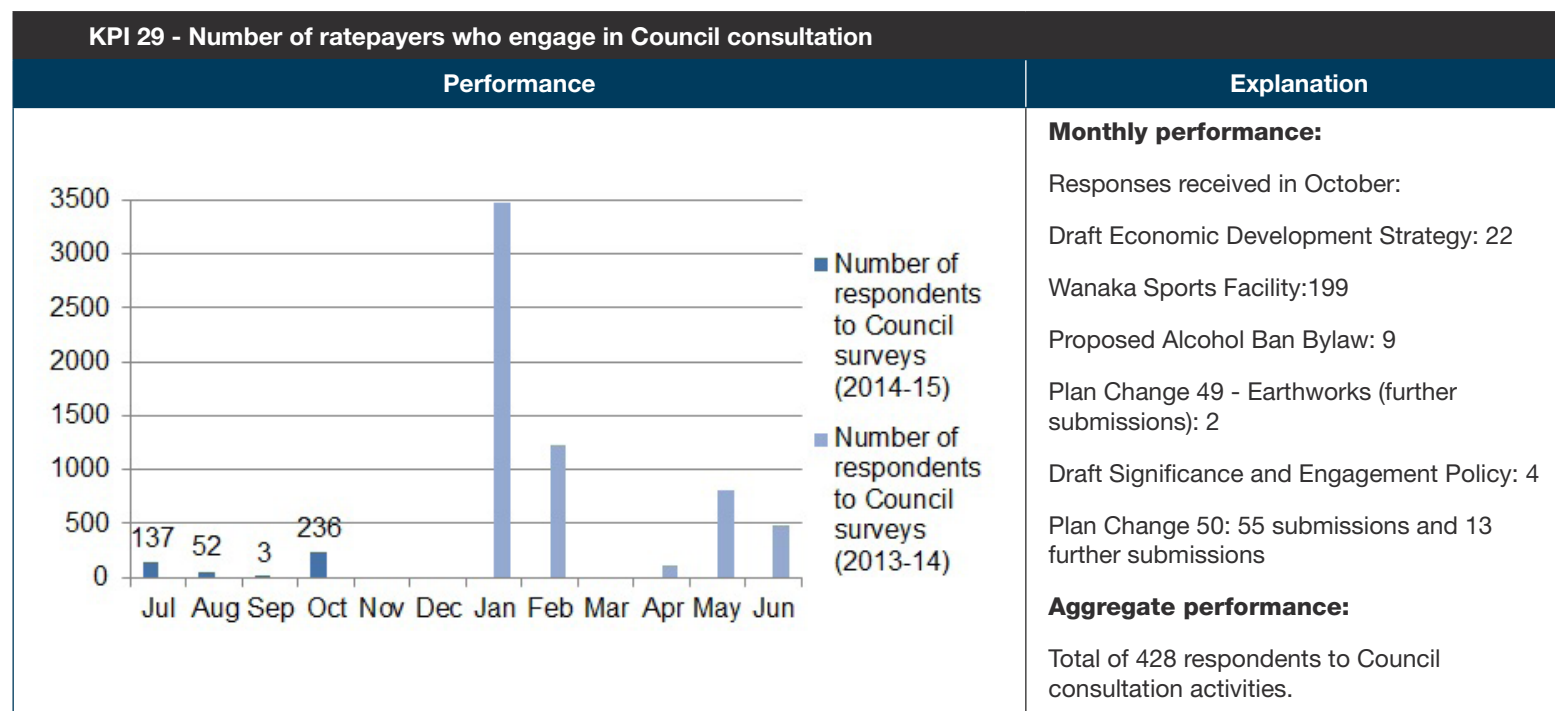 KPI 29 - Number of ratepayers who engage in Council consultation
Performance
Explanation
3500
3000
2500
2000
1500
1000
500
0
137
52
3
236
Jul Aug Sep Oct Nov Dec Jan Feb Mar Apr May Jun
Number of
respondents
to Council
surveys
(2014-15)
Number of
respondents
to Council
surveys
(2013-14)
Monthly performance:
Responses received in October:
Draft Economic Development Strategy: 22
Wanaka Sports Facility:199
Proposed Alcohol Ban Bylaw: 9
Plan Change 49 - Earthworks (further
submissions): 2
Draft Significance and Engagement Policy: 4
Plan Change 50: 55 submissions and 13
further submissions
Aggregate performance:
Total of 428 respondents to Council
consultation activities.